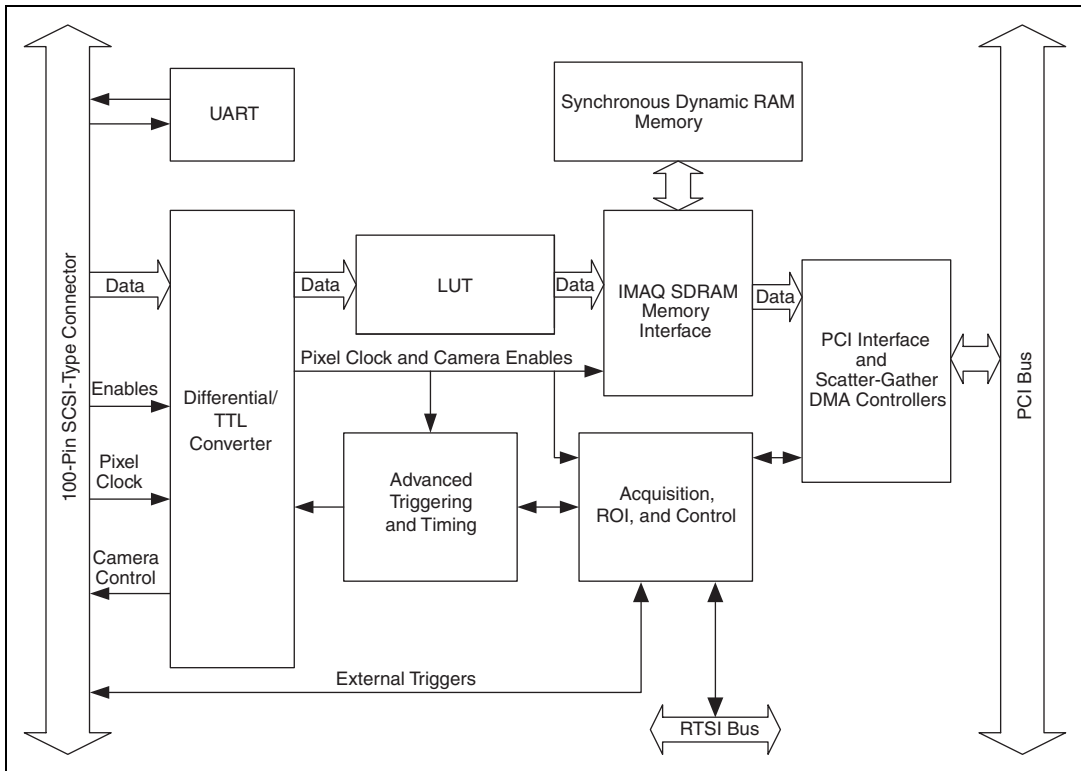 UART
Synchronous Dynamic RAM
Memory
100-Pin SCSI-Type Connector
Data
Data
LUT
Data
IMAQ SDRAM
Memory
Interface
Data
PCI Interface
and
Scatter-Gather
DMA Controllers
PCI Bus
Pixel Clock and Camera Enables
Enables
Differential/
TTL
Converter
Pixel
Clock
Advanced
Triggering
and Timing
Acquisition,
ROI, and Control
Camera
Control
External Triggers
RTSI Bus